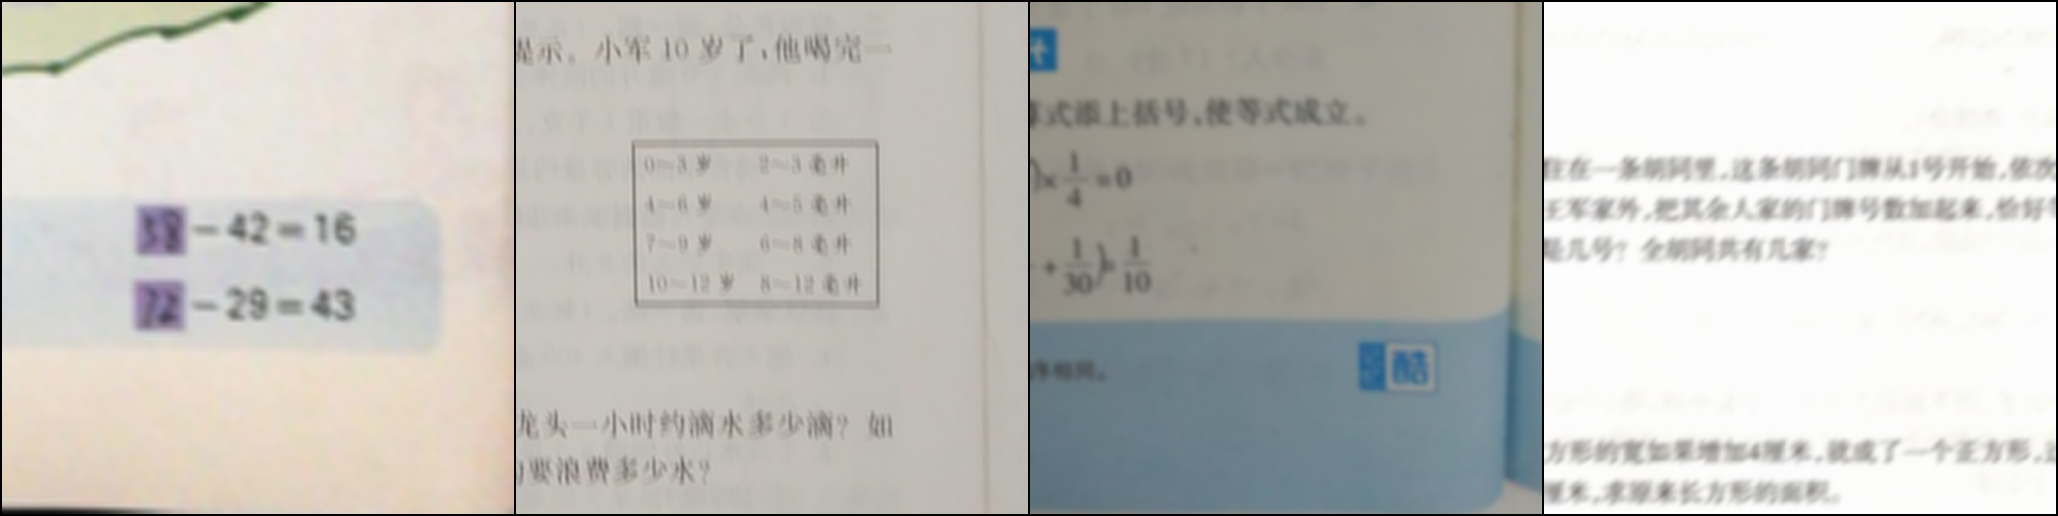 58 - 42 = 16
72 - 29 = 43
提示。小军 10 岁了,他喝完一
0~3 岁 2~3 毫升
4~6 岁 4~5 毫升
7~9 岁 6~8 毫升
10~12 岁 8~12 毫升
龙头一小时约滴水多少滴? 如
要浪费多少水?
算式添上括号,使等式成立。
)× 1/4 = 0
+ 1/30 )= 1/10
序相同。
酷
住在一条胡同里,这条胡同门牌从1号开始,依次
王军家外,把其余人家的门牌号数加起来,恰好等
是几号? 全胡同共有几家?
方形的宽如果增加4厘米,就成了一个正方形,这
厘米,求原来长方形的面积。